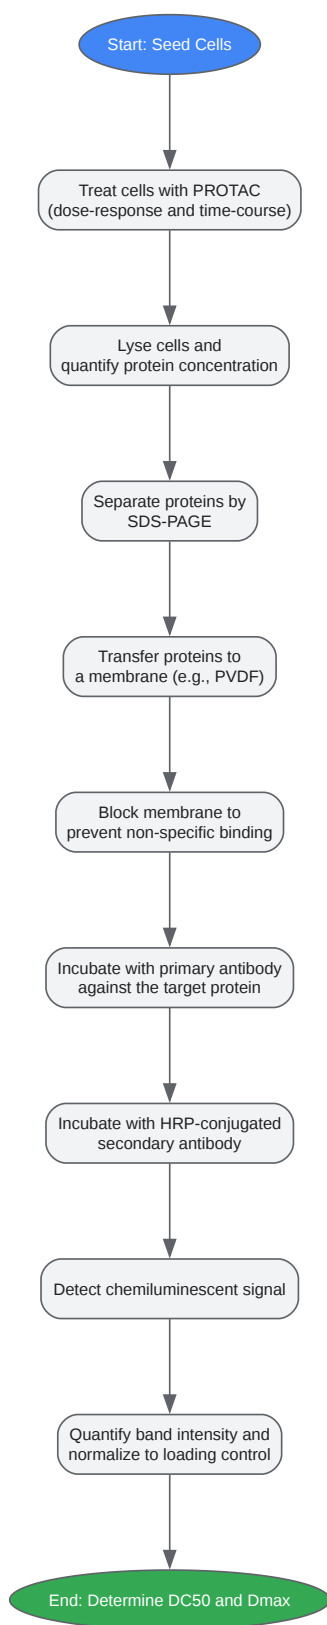 Start: Seed Cells
Treat cells with PROTAC
(dose-response and time-course)
Lyse cells and
quantify protein concentration
Separate proteins by
SDS-PAGE
Transfer proteins to
a membrane (e.g., PVDF)
Block membrane to
prevent non-specific binding
Incubate with primary antibody
against the target protein
Incubate with HRP-conjugated
secondary antibody
Detect chemiluminescent signal
Quantify band intensity and
normalize to loading control
End: Determine DC50 and Dmax